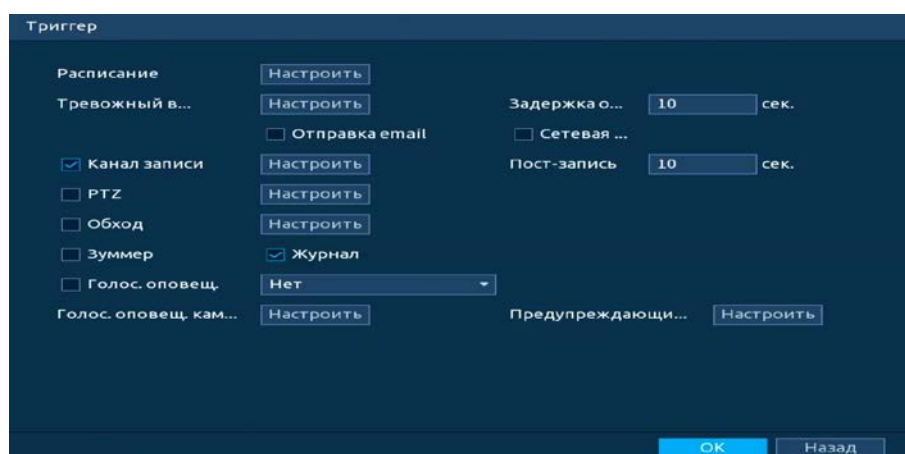 Триггер
Расписание Настроить
Тревожный в... Настроить Задержка о... 10 сек.
Отправка email Сетевая ...
Канал записи Настроить Пост-запись 10 сек.
PTZ Настроить
Обход Настроить
Зуммер Журнал
Голос. оповещ. Нет
Голос. оповещ. кам... Настроить Предупреждающи... Настроить
OK Назад